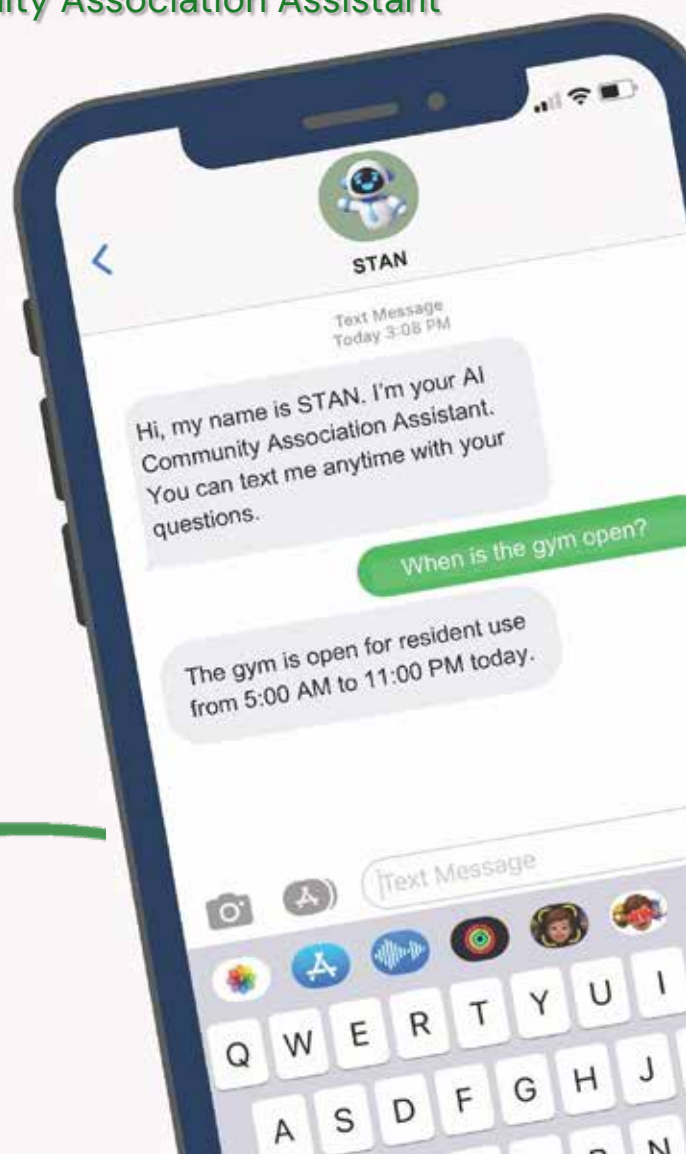 ity Association Assistant
STAN
Text Message
Today 3:08 PM
Hi, my name is STAN. I'm your AI
Community Association Assistant.
You can text me anytime with your
questions.
When is the gym open?
The gym is open for resident use
from 5:00 AM to 11:00 PM today.
Text Message
Q W E R T Y U I
A S D F G H J
B N